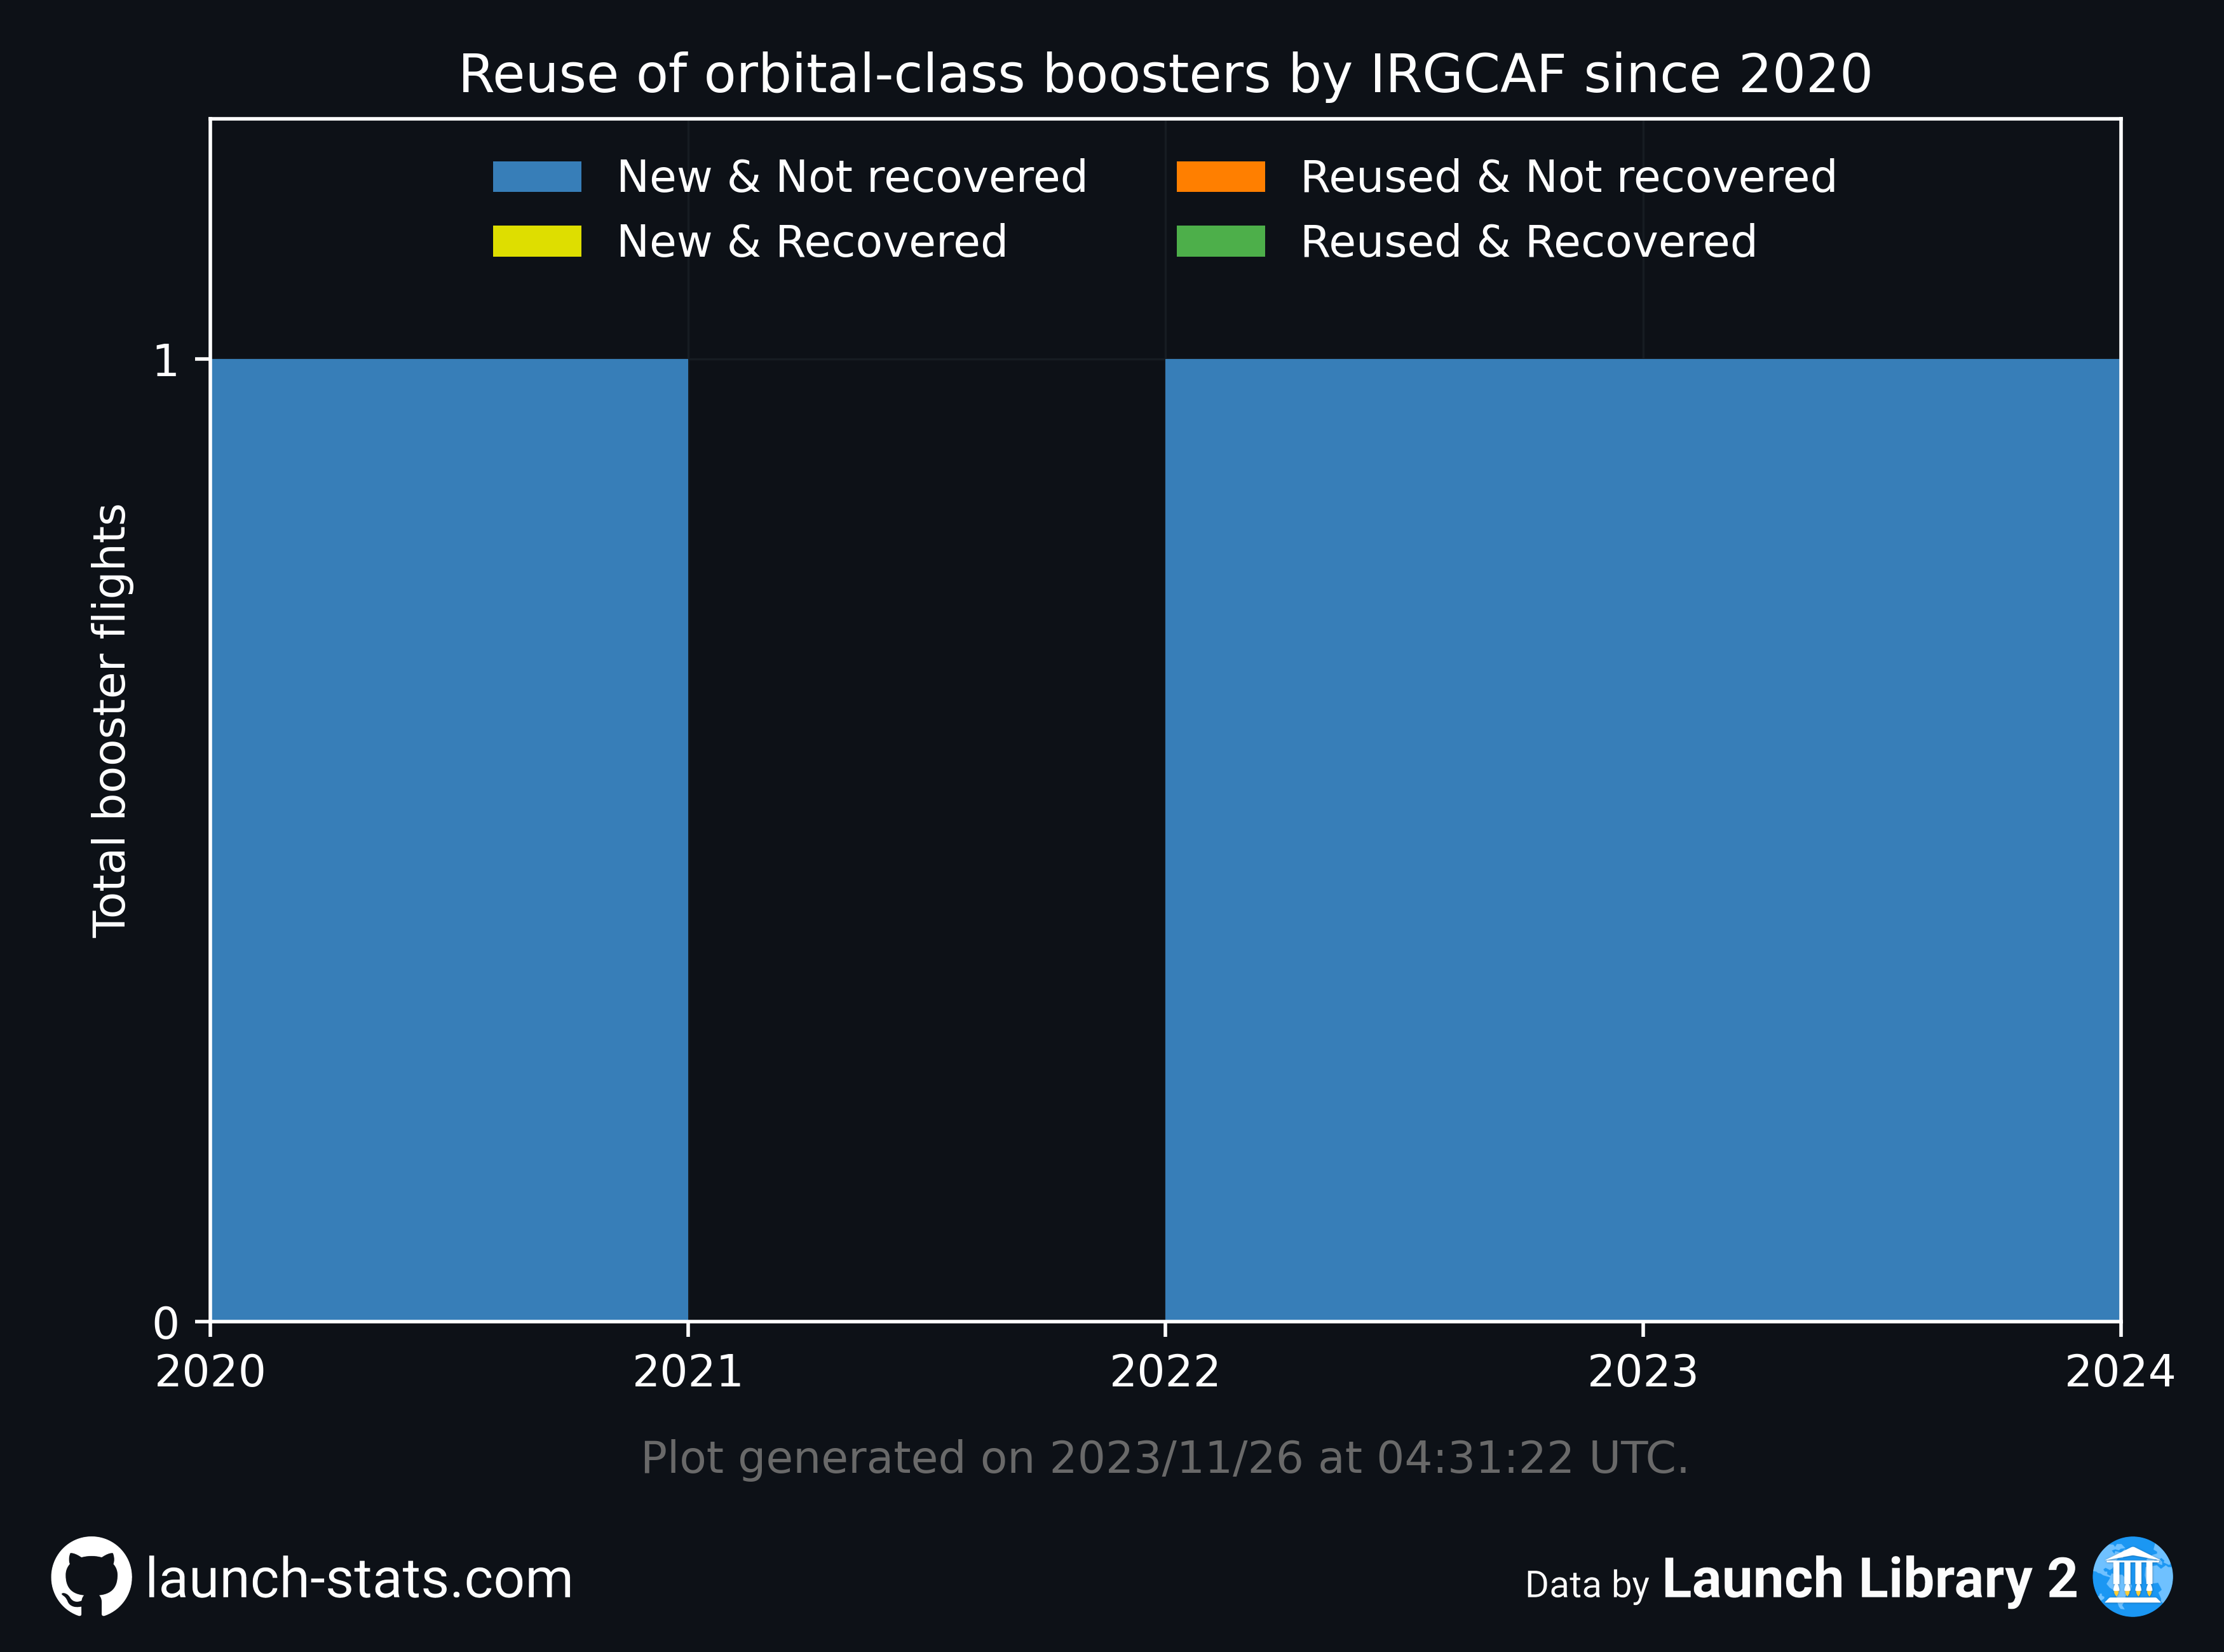 Reuse of orbital-class boosters by IRGCAF since 2020
New & Not recovered
New & Recovered
Reused & Not recovered
Reused & Recovered
Total booster flights
1
0
2020 2021 2022 2023 2024
Plot generated on 2023/11/26 at 04:31:22 UTC.
launch-stats.com
Data by Launch Library 2